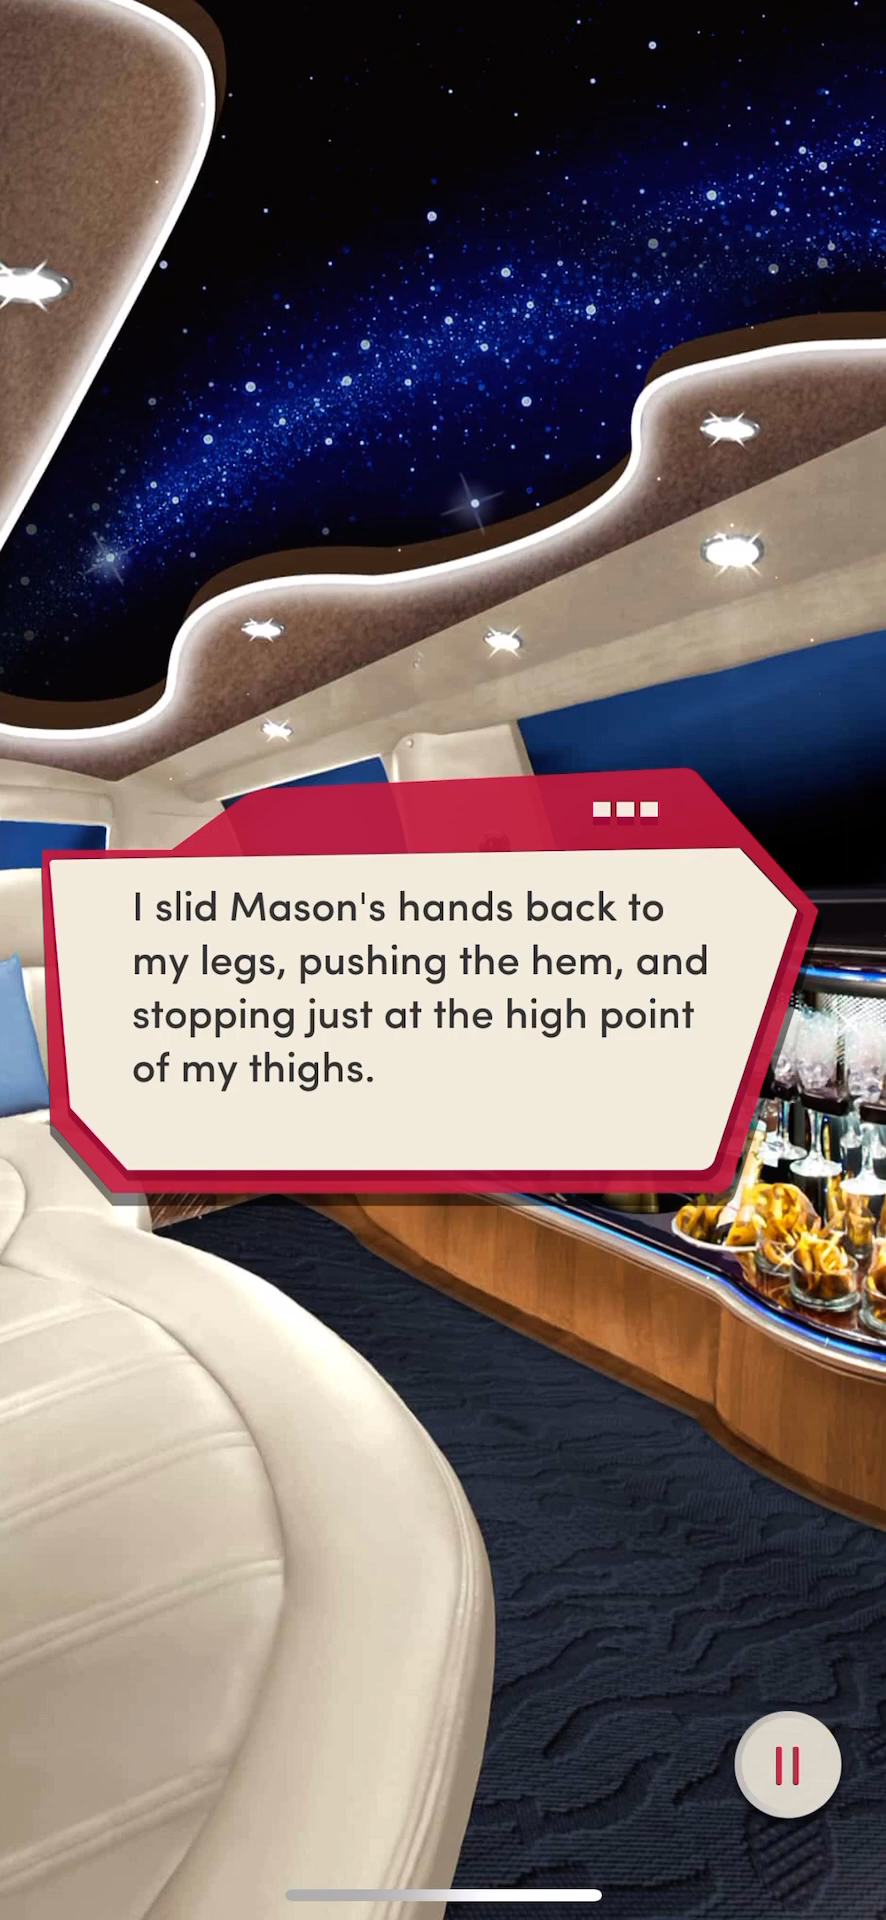 I slid Mason's hands back to
my legs, pushing the hem, and
stopping just at the high point
of my thighs.